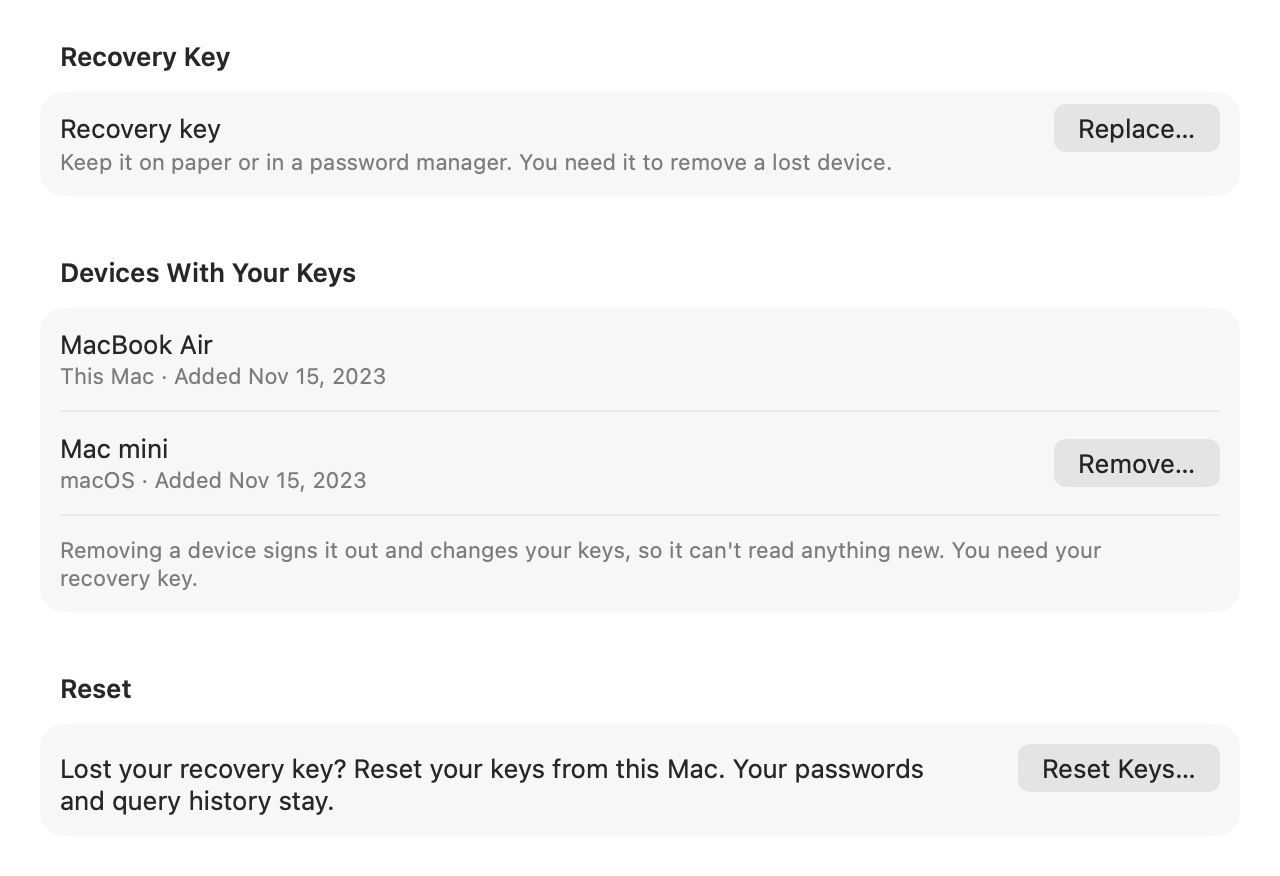 Recovery Key
Recovery key
Replace...
Keep it on paper or in a password manager. You need it to remove a lost device.
Devices With Your Keys
MacBook Air
This Mac · Added Nov 15, 2023
Mac mini
macOS · Added Nov 15, 2023
Remove...
Removing a device signs it out and changes your keys, so it can't read anything new. You need your
recovery key.
Reset
Lost your recovery key? Reset your keys from this Mac. Your passwords
and query history stay.
Reset Keys...